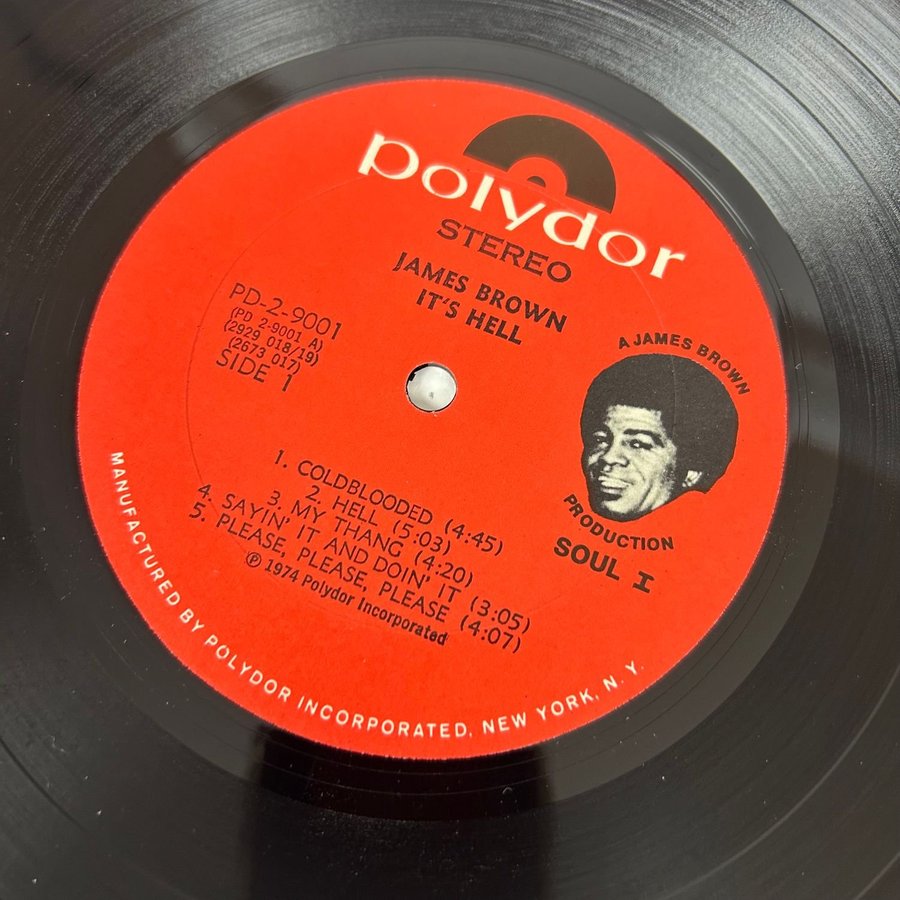 polydor
STEREO
JAMES BROWN
IT'S HELL
PD-2-9001
(PD 2-9001 A)
(2929 018/19)
(2673 017)
SIDE 1
A JAMES BROWN
PRODUCTION
SOUL I
1. COLDBLOODED (4:45)
2. HELL (5:03)
3. MY THANG (4:20)
4. SAYIN' IT AND DOIN' IT (3:05)
5. PLEASE, PLEASE, PLEASE (4:07)
℗ 1974 Polydor Incorporated
MANUFACTURED BY POLYDOR INCORPORATED, NEW YORK, N.Y.